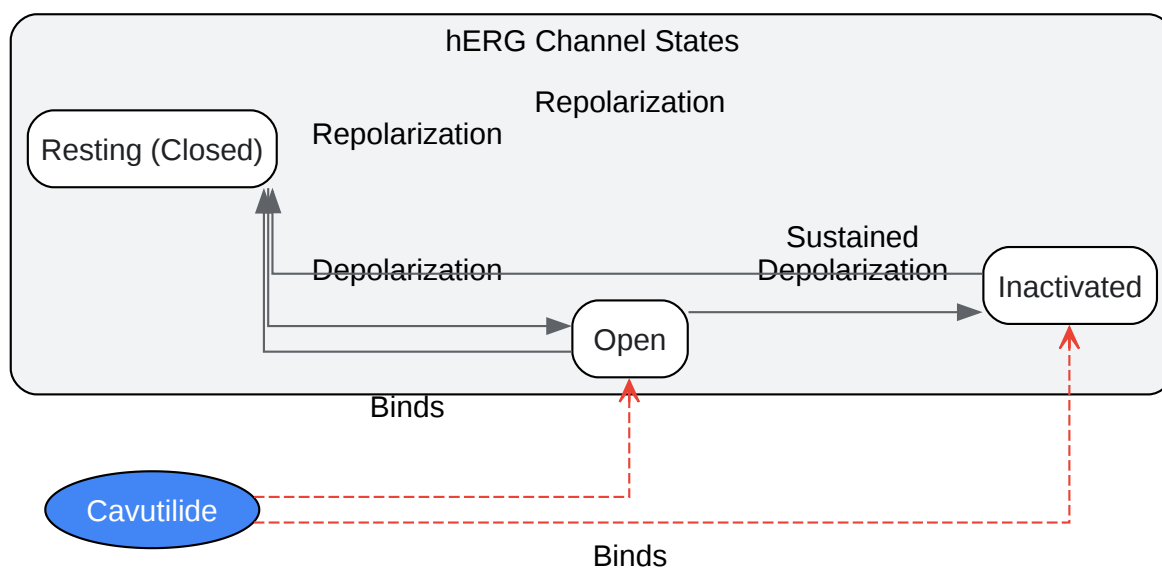 hERG Channel States
Repolarization
Resting (Closed)
Repolarization
Sustained
Depolarization
Depolarization
Inactivated
Open
Binds
Cavutilide
Binds